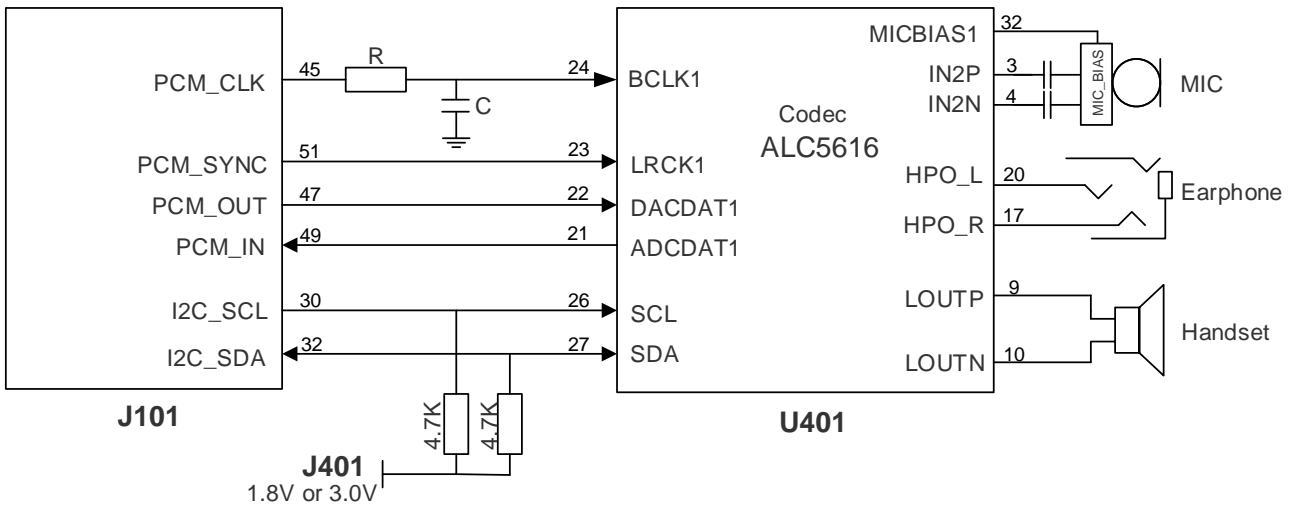 PCM_CLK
45
R
C
24
BCLK1
PCM_SYNC
51
23
LRCK1
PCM_OUT
47
22
DACDAT1
PCM_IN
49
21
ADCDAT1
I2C_SCL
30
26
SCL
I2C_SDA
32
27
SDA
J101
4.7K
4.7K
J401
1.8V or 3.0V
Codec
ALC5616
U401
MICBIAS1
32
IN2P
3
IN2N
4
MIC_BIAS
MIC
HPO_L
20
HPO_R
17
Earphone
LOUTP
9
LOUTN
10
Handset